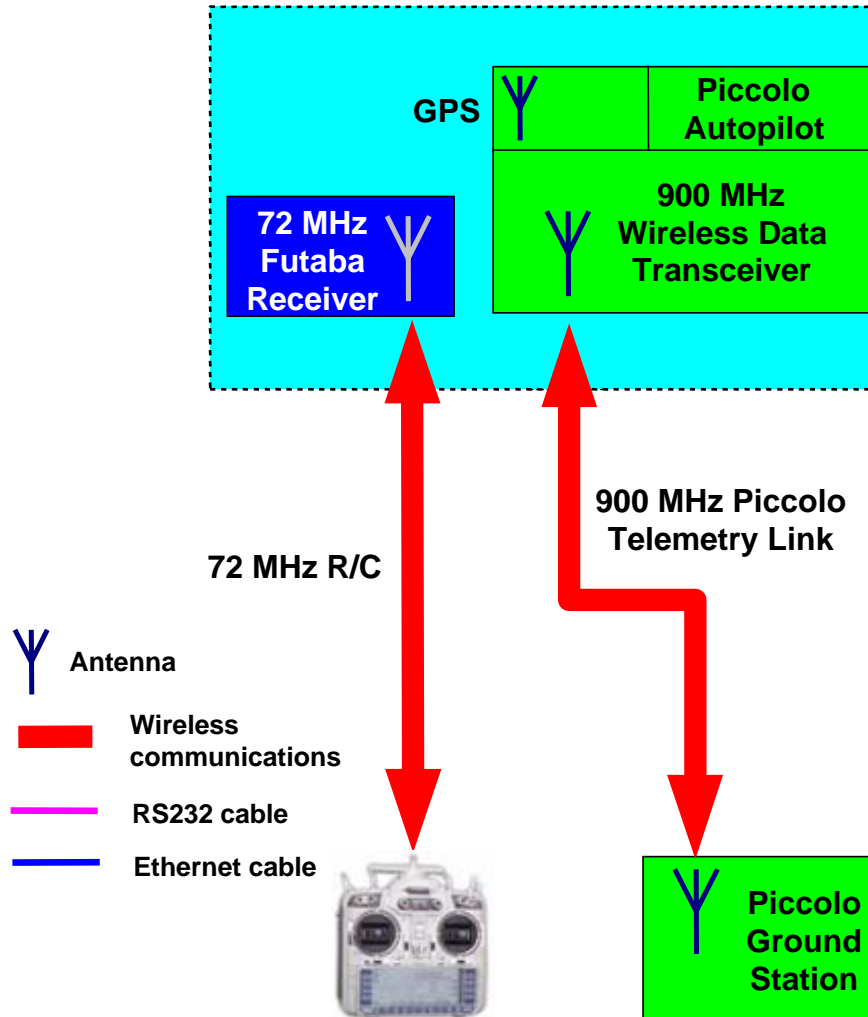 GPS
Piccolo
Autopilot
72 MHz
Futaba
Receiver
900 MHz
Wireless Data
Transceiver
900 MHz Piccolo
Telemetry Link
72 MHz R/C
Antenna
Wireless
communications
RS232 cable
Ethernet cable
Piccolo
Ground
Station